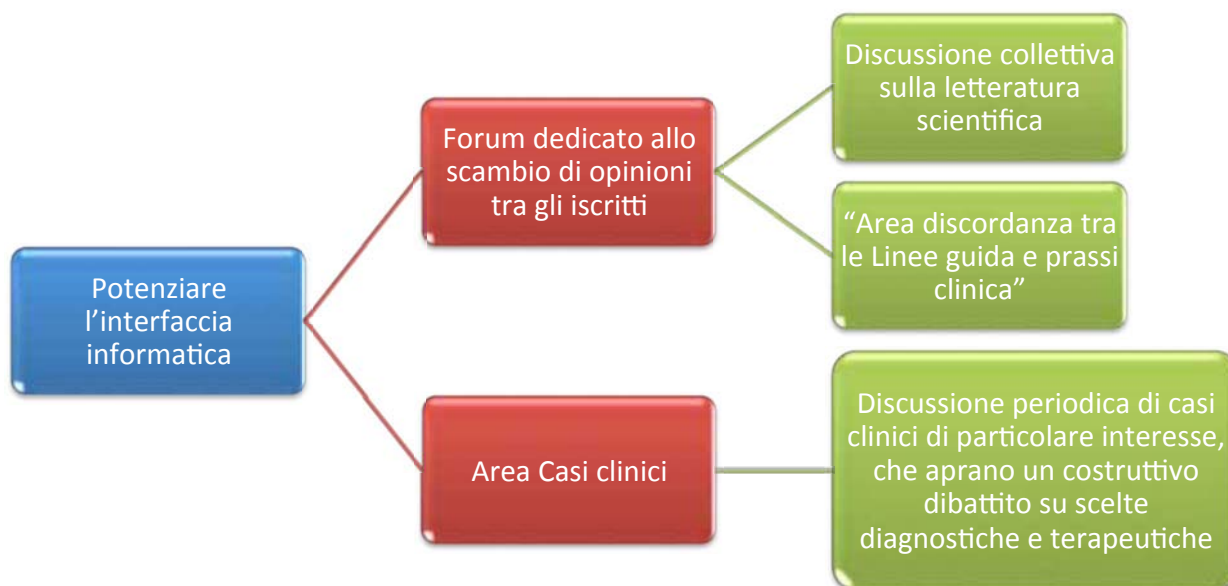 Potenziare
l’interfaccia
informatica
Forum dedicato allo
scambio di opinioni
tra gli iscritti
Discussione collettiva
sulla letteratura
scientifica
“Area discordanza tra
le Linee guida e prassi
clinica”
Area Casi clinici
Discussione periodica di casi
clinici di particolare interesse,
che aprano un costruttivo
dibattito su scelte
diagnostiche e terapeutiche